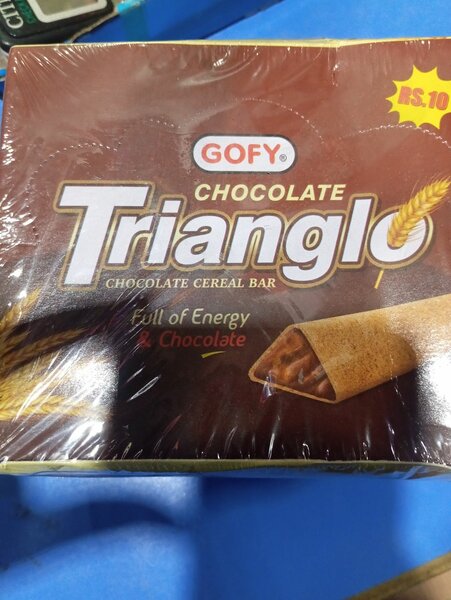 RS.10
GOFY®
CHOCOLATE
Trianglo
CHOCOLATE CEREAL BAR
Full of Energy
& Chocolate